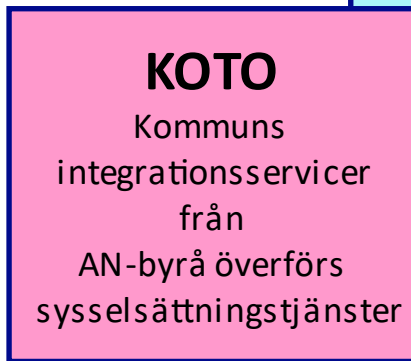 KOTO
Kommuns
integrationsservicer
från
AN-byrå överförs
sysselsättningstjänster